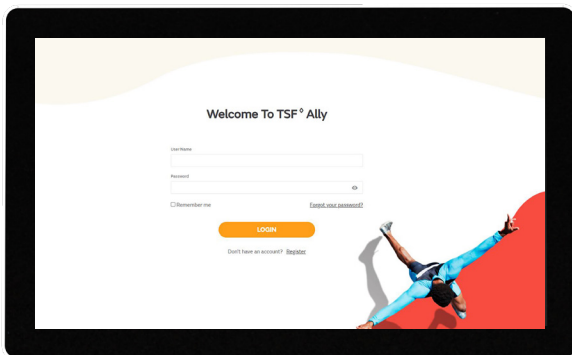 Welcome To TSF◊ Ally
User Name
Password
Remember me
Forgot your password?
LOGIN
Don't have an account? Register